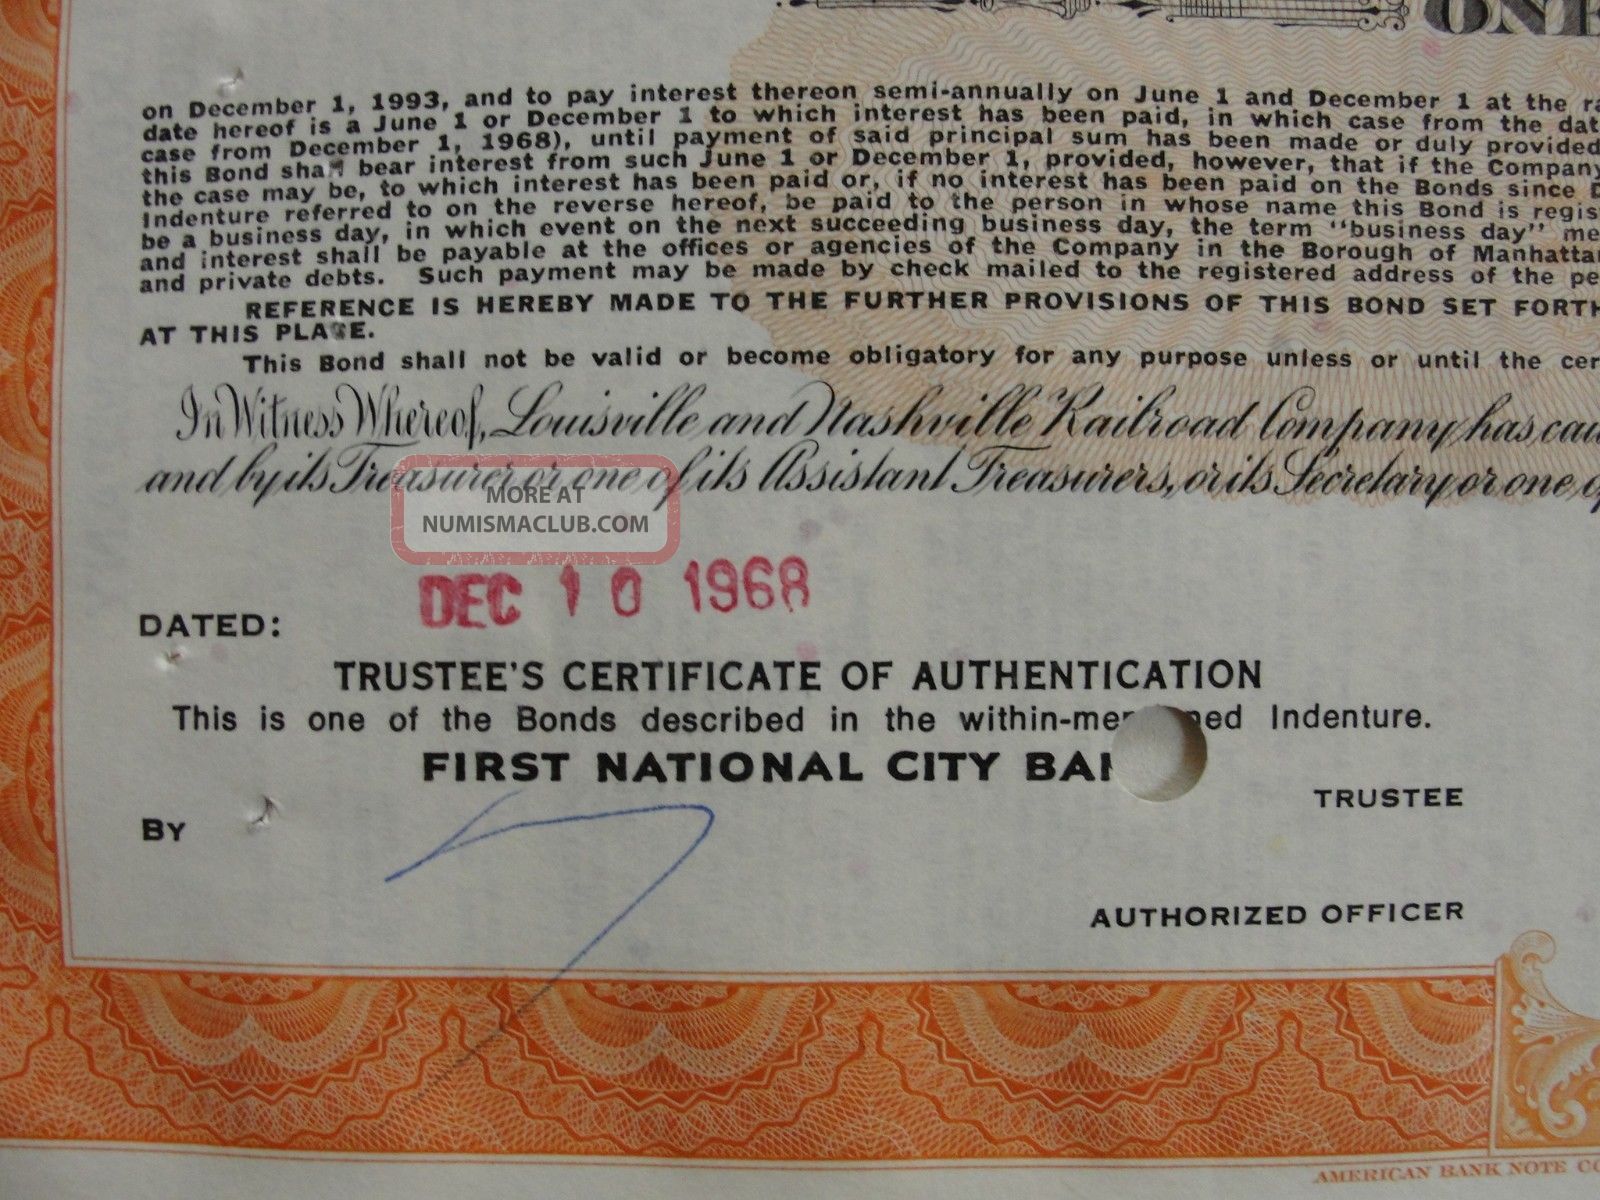 ONE
on December 1, 1993, and to pay interest thereon semi-annually on June 1 and December 1 at the
date hereof is a June 1 or December 1 to which interest has been paid, in which case from the
case from December 1, 1968), until payment of said principal sum has been made or duly provided
this Bond shall bear interest from such June 1 or December 1, provided, however, that if the Company
the case may be, to which interest has been paid or, if no interest has been paid on the Bonds since
Indenture referred to on the reverse hereof, be paid to the person in whose name this Bond is
be a business day, in which event on the next succeeding business day, the term "business day"
and interest shall be payable at the offices or agencies of the Company in the Borough of
and private debts. Such payment may be made by check mailed to the registered address of the
REFERENCE IS HEREBY MADE TO THE FURTHER PROVISIONS OF THIS BOND SET FORTH
AT THIS PLACE.
This Bond shall not be valid or become obligatory for any purpose unless or until the
In Witness Whereof, Louisville and Nashville Railroad Company has
and by its Treasurer or one of its Assistant Treasurers, or its Secretary or one
MORE AT
NUMISMACLUB.COM
DEC 10 1968
DATED:
TRUSTEE'S CERTIFICATE OF AUTHENTICATION
This is one of the Bonds described in the within-mentioned Indenture.
FIRST NATIONAL CITY BANK
TRUSTEE
BY
AUTHORIZED OFFICER
AMERICAN BANK NOTE